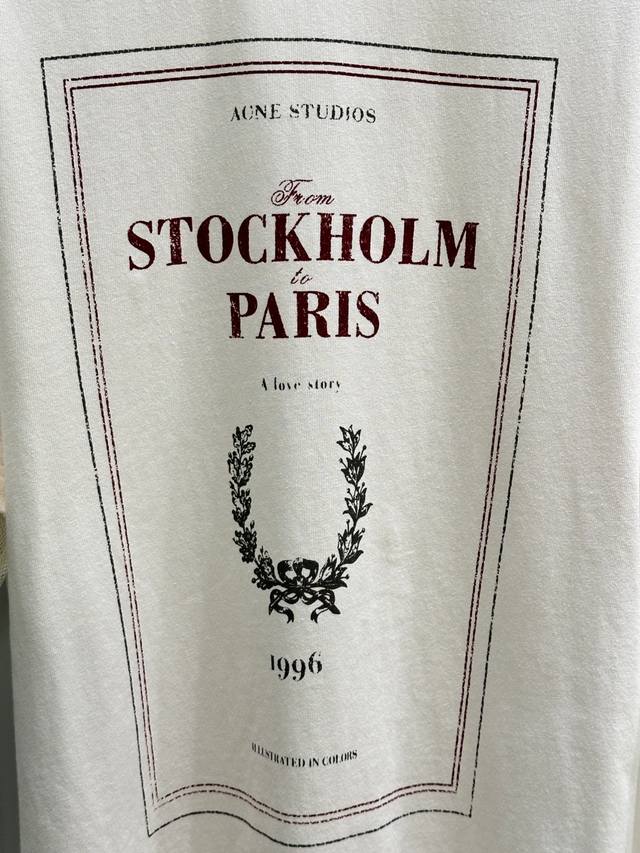 ACNE STUDIOS
From
STOCKHOLM
to
PARIS
A love story
1996
ILLUSTRATED IN COLORS